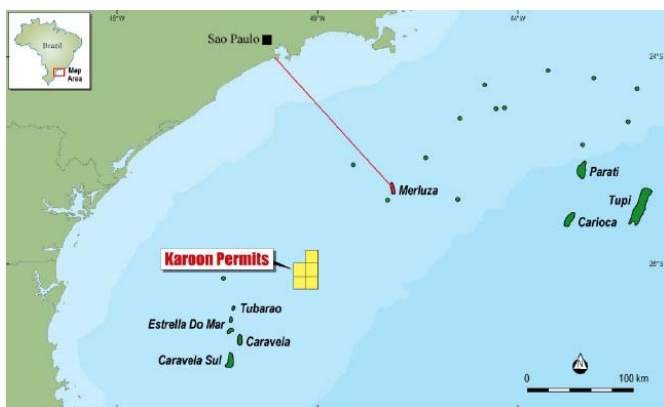 48°W
46°W
44°W
Brazil
Map
Area
Sao Paulo
24°S
Merluza
Parati
Tupi
Carioca
Karoon Permits
26°S
Tubarao
Estrella Do Mar
Caravela
Caravela Sul
0
100 km